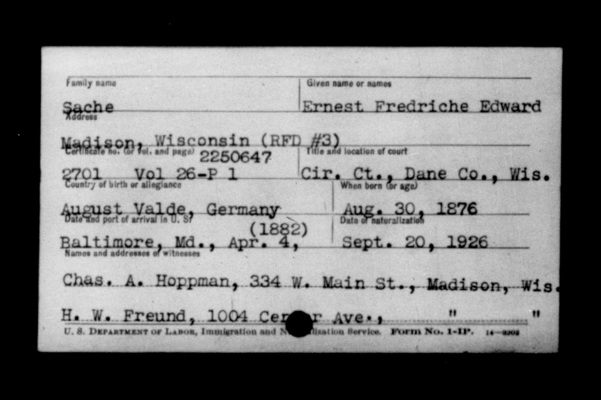 Family name Given name or names
Sache Ernest Fredriche Edward
Address
Madison, Wisconsin (RFD #3)
Certificate no. (or vol. and page) 2250647 Title and location of court
2701 Vol 26-P 1 Cir. Ct., Dane Co., Wis.
Country of birth or allegiance When born (or age)
August Valde, Germany Aug. 30, 1876
Date and port of arrival in U. S. Date of naturalization
(1882)
Baltimore, Md., Apr. 4, Sept. 20, 1926
Names and addresses of witnesses
Chas. A. Hoppman, 334 W. Main St., Madison, Wis.
H. W. Freund, 1004 Ave., " "
U. S. Department of Labor, Immigration and Service. Form No. 1-IP. 14-2202